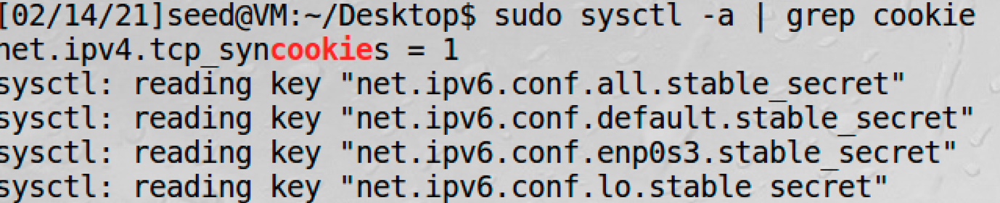 [02/14/21]seed@VM:~/Desktop$ sudo sysctl -a | grep cookie
net.ipv4.tcp_syncookies = 1
sysctl: reading key "net.ipv6.conf.all.stable_secret"
sysctl: reading key "net.ipv6.conf.default.stable_secret"
sysctl: reading key "net.ipv6.conf.enp0s3.stable_secret"
sysctl: reading key "net.ipv6.conf.lo.stable_secret"